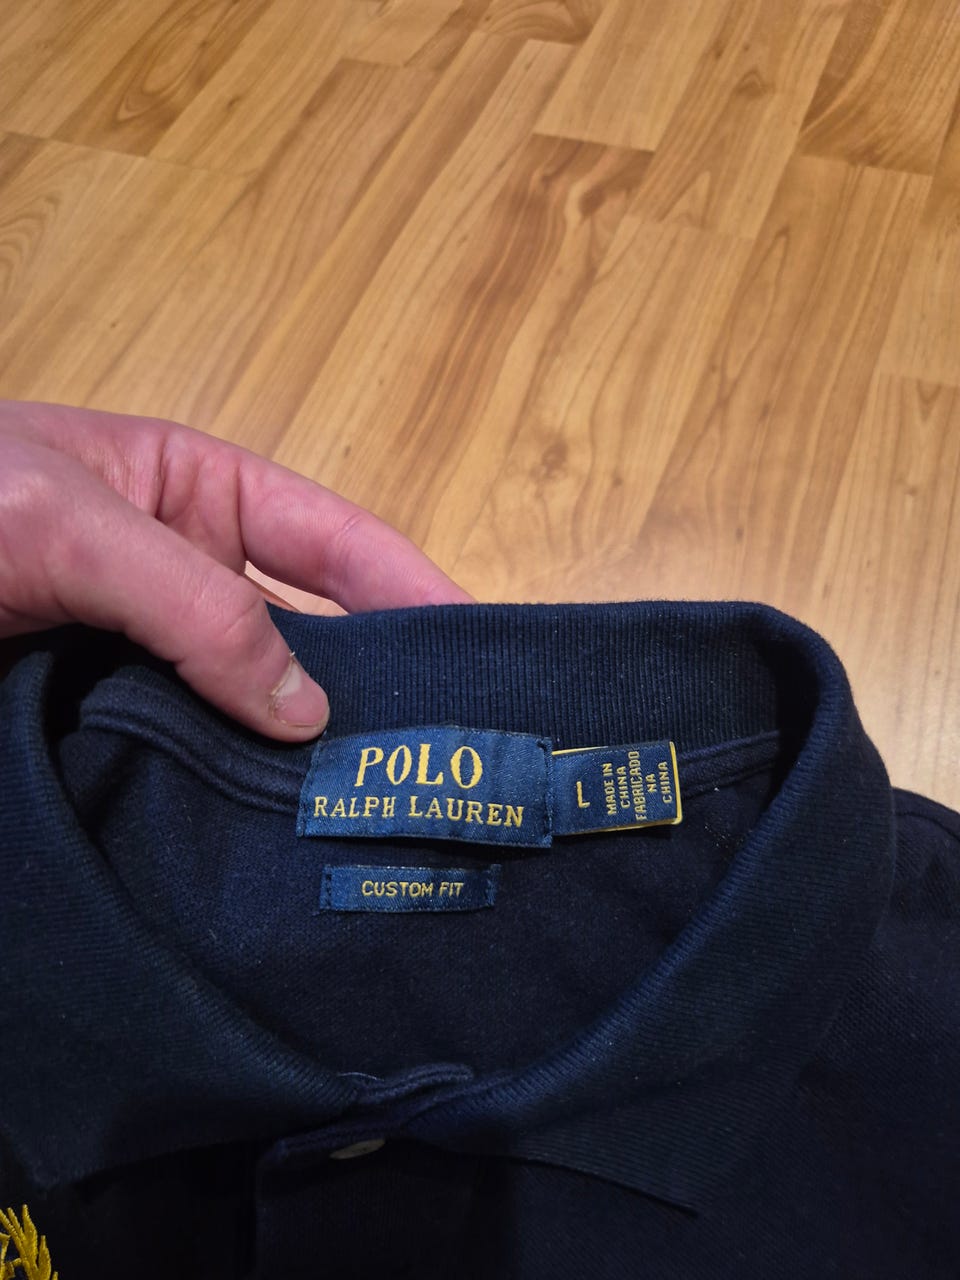 POLO
RALPH LAUREN
L
MADE IN
CHINA
FABRICADO
NA
CHINA
CUSTOM FIT